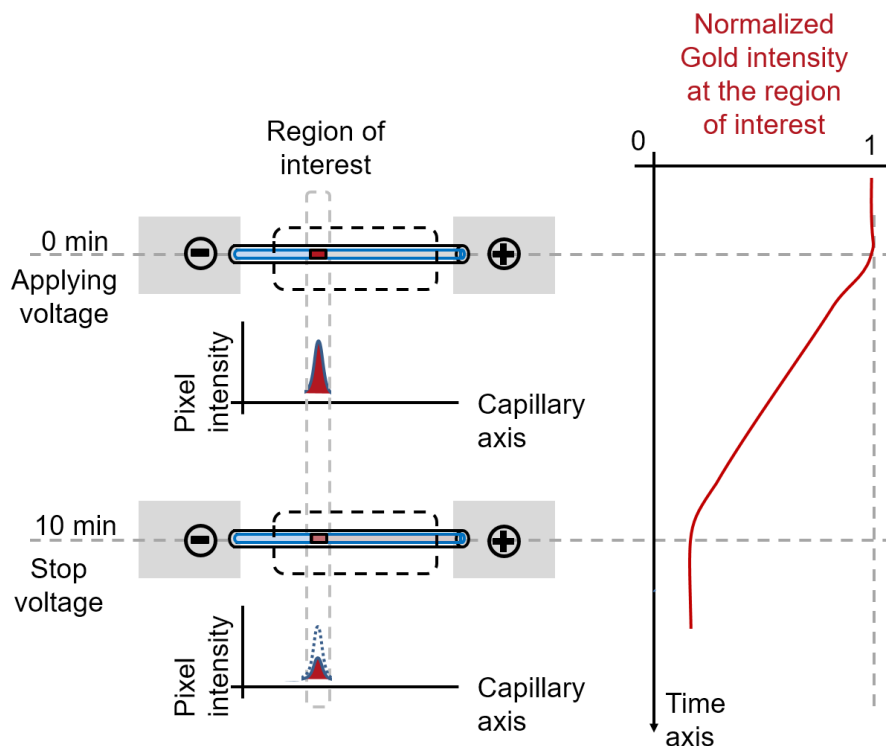 Normalized
Gold intensity
at the region
of interest
0
1
Region of
interest
0 min
Applying
voltage
Pixel
intensity
Capillary
axis
10 min
Stop
voltage
Pixel
intensity
Capillary
axis
Time
axis